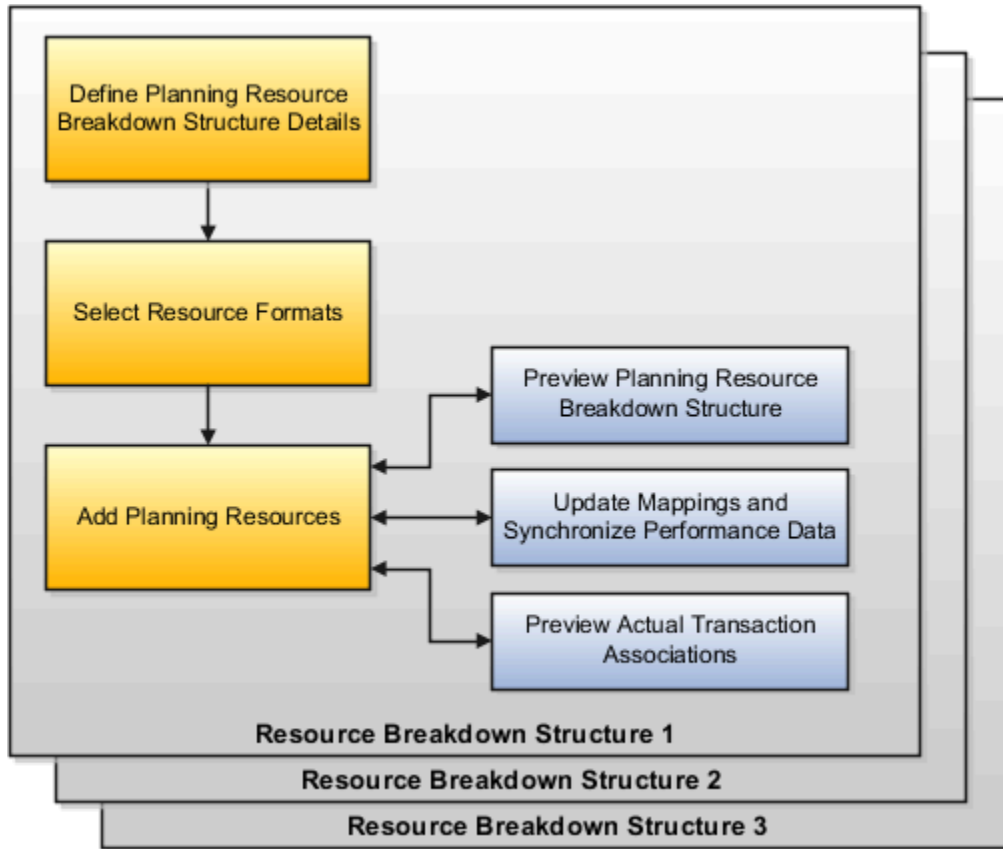 Define Planning Resource
Breakdown Structure Details
Select Resource Formats
Add Planning Resources
Preview Planning Resource
Breakdown Structure
Update Mappings and
Synchronize Performance Data
Preview Actual Transaction
Associations
Resource Breakdown Structure 1
Resource Breakdown Structure 2
Resource Breakdown Structure 3